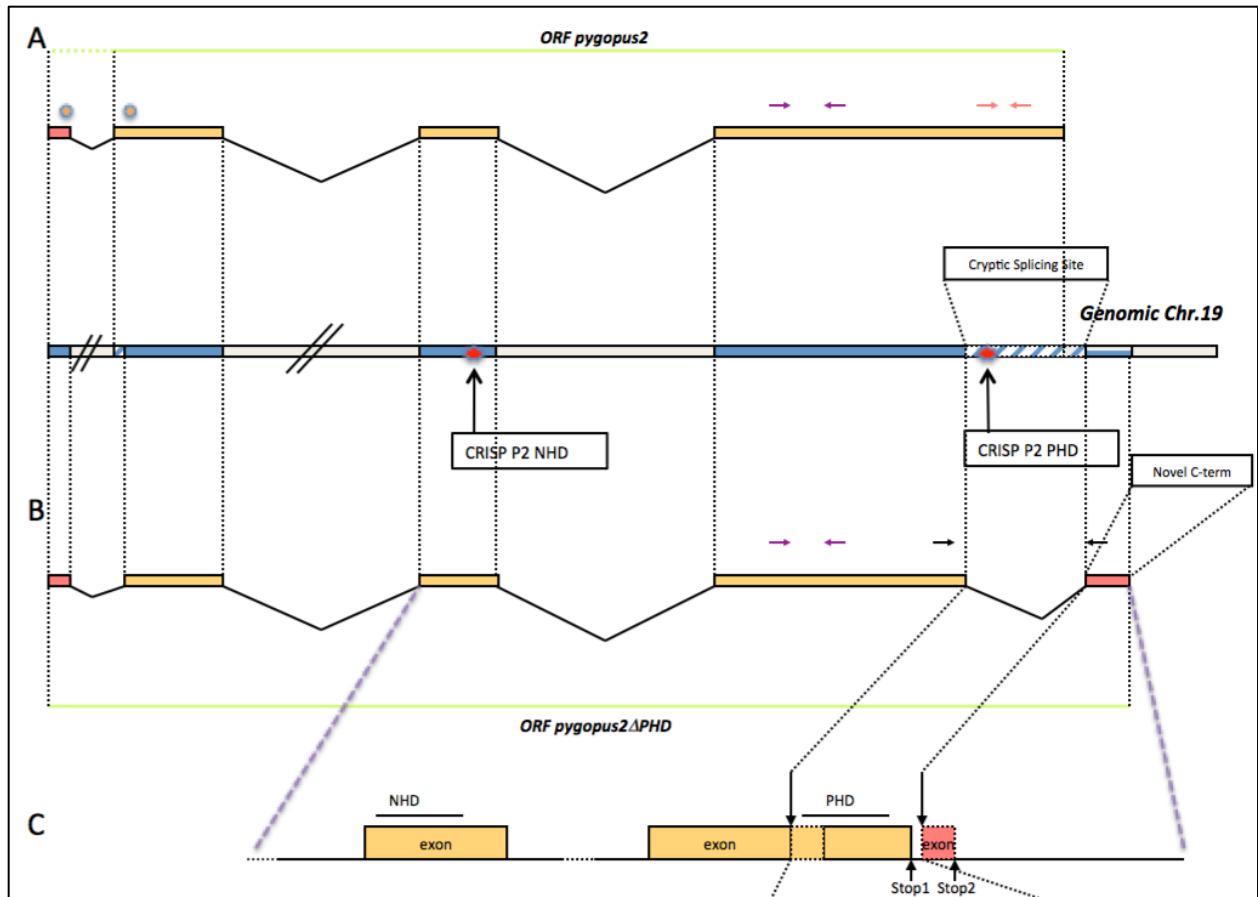 A
ORF pygopus2
Cryptic Splicing Site
Genomic Chr.19
CRISP P2 NHD
CRISP P2 PHD
Novel C-term
B
ORF pygopus2ΔPHD
C
NHD
PHD
exon
exon
exon
Stop1
Stop2